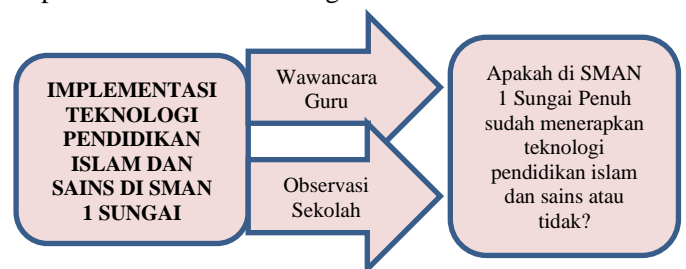 IMPLEMENTASI
TEKNOLOGI
PENDIDIKAN
ISLAM DAN
SAINS DI SMAN
1 SUNGAI
Wawancara
Guru
Observasi
Sekolah
Apakah di SMAN
1 Sungai Penuh
sudah menerapkan
teknologi
pendidikan islam
dan sains atau
tidak?